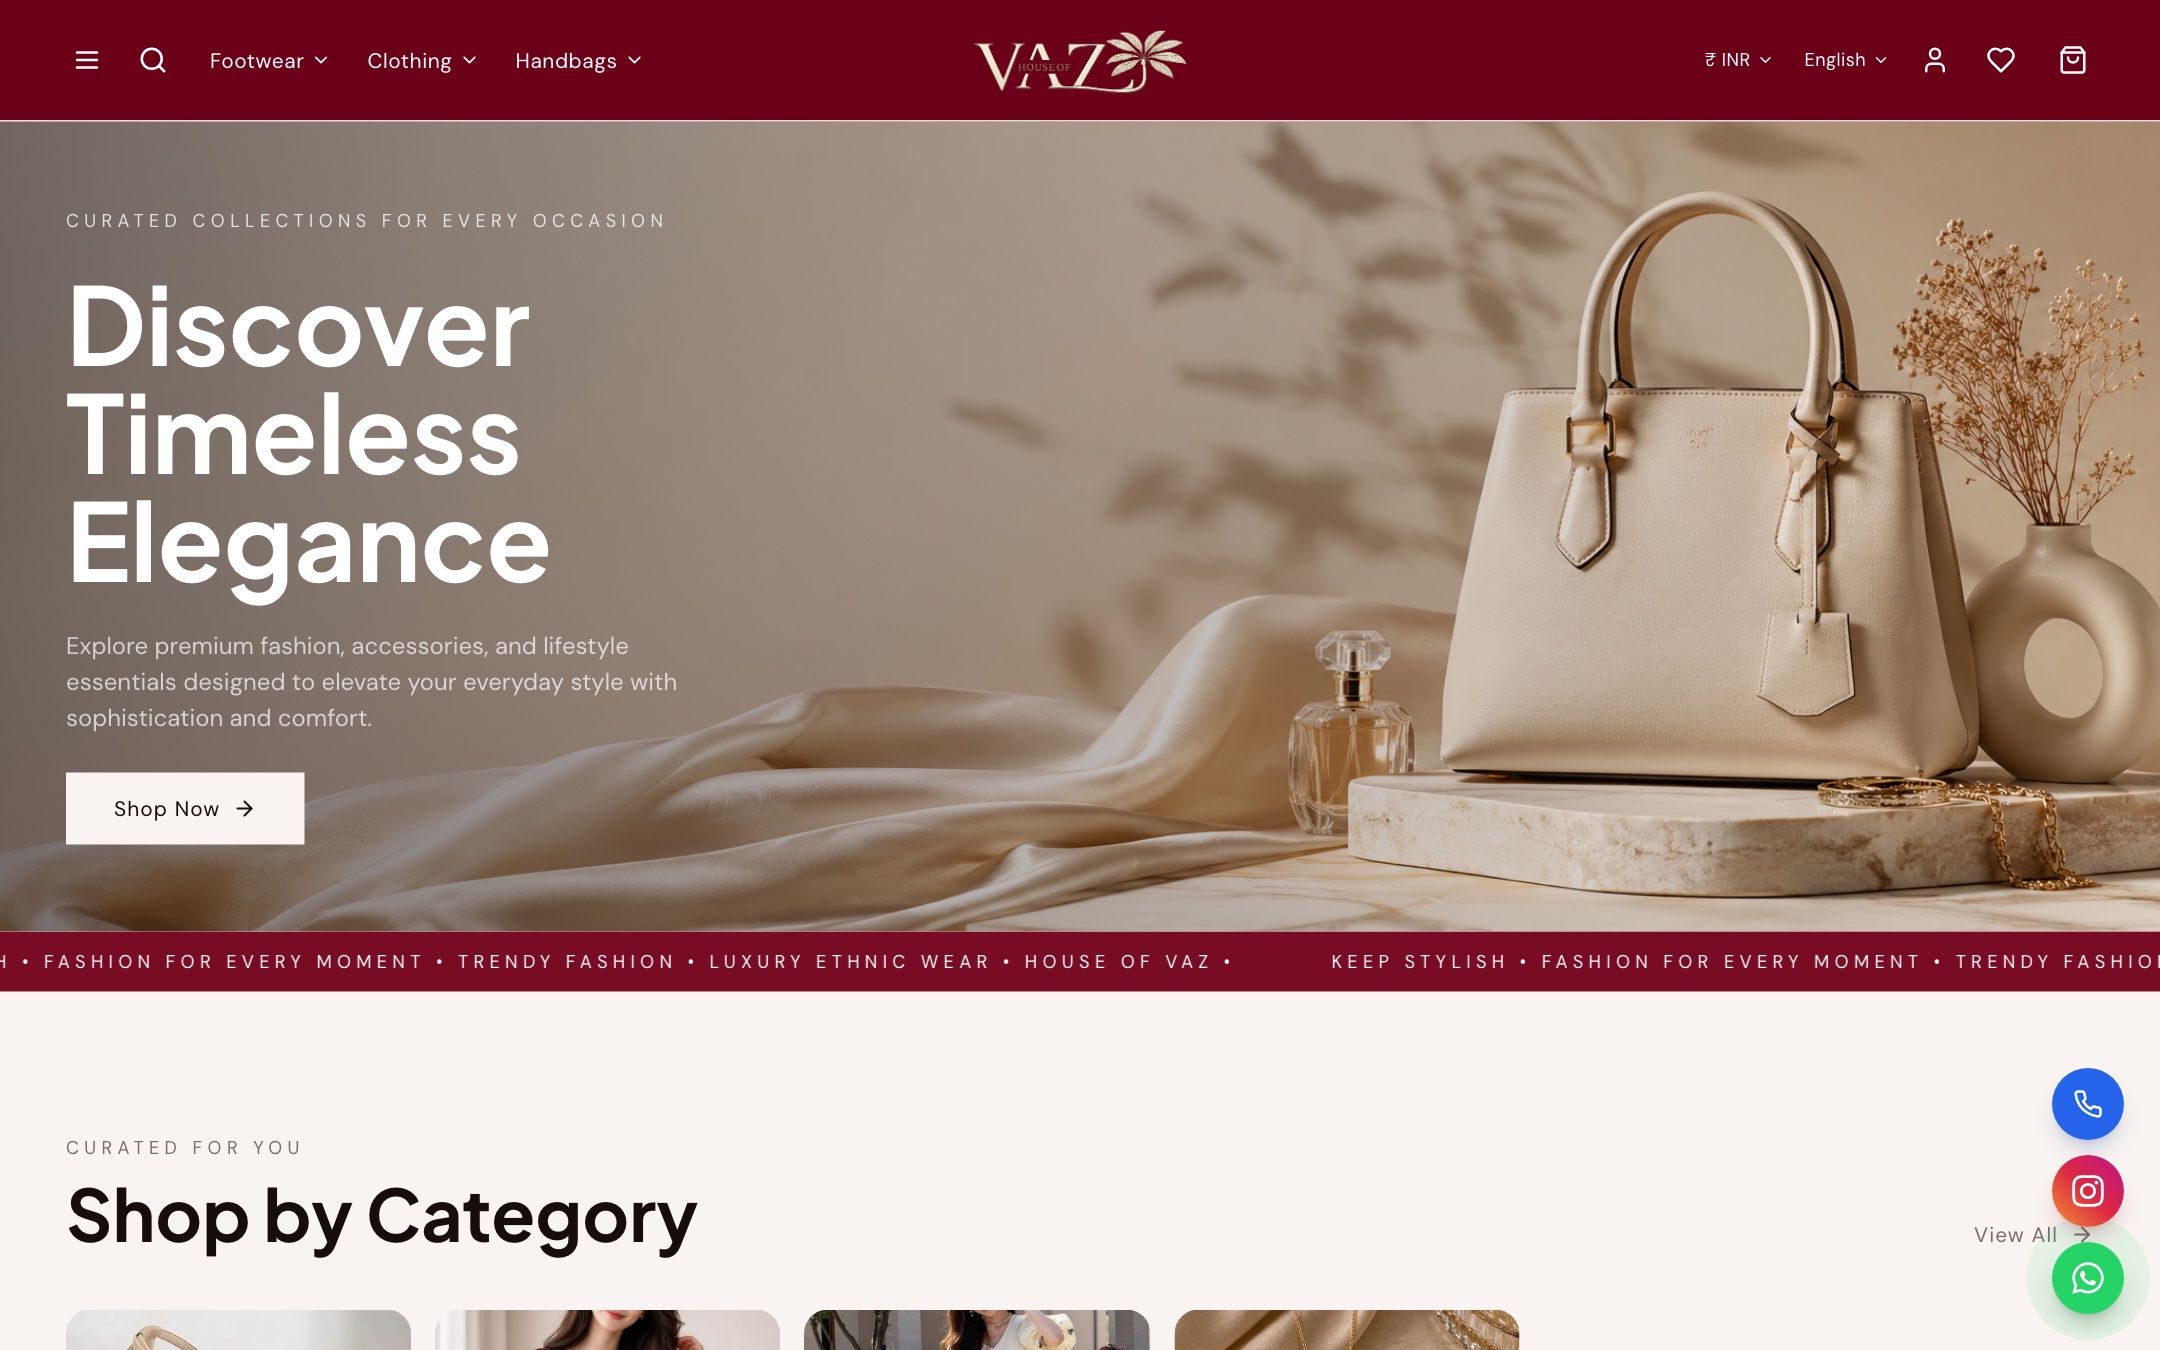 Footwear
Clothing
Handbags
VAZ
HOUSE OF
₹ INR
English
CURATED COLLECTIONS FOR EVERY OCCASION
Discover
Timeless
Elegance
Explore premium fashion, accessories, and lifestyle
essentials designed to elevate your everyday style with
sophistication and comfort.
Shop Now
H • FASHION FOR EVERY MOMENT • TRENDY FASHION • LUXURY ETHNIC WEAR • HOUSE OF VAZ • KEEP STYLISH • FASHION FOR EVERY MOMENT • TRENDY FASHION
CURATED FOR YOU
Shop by Category
View All